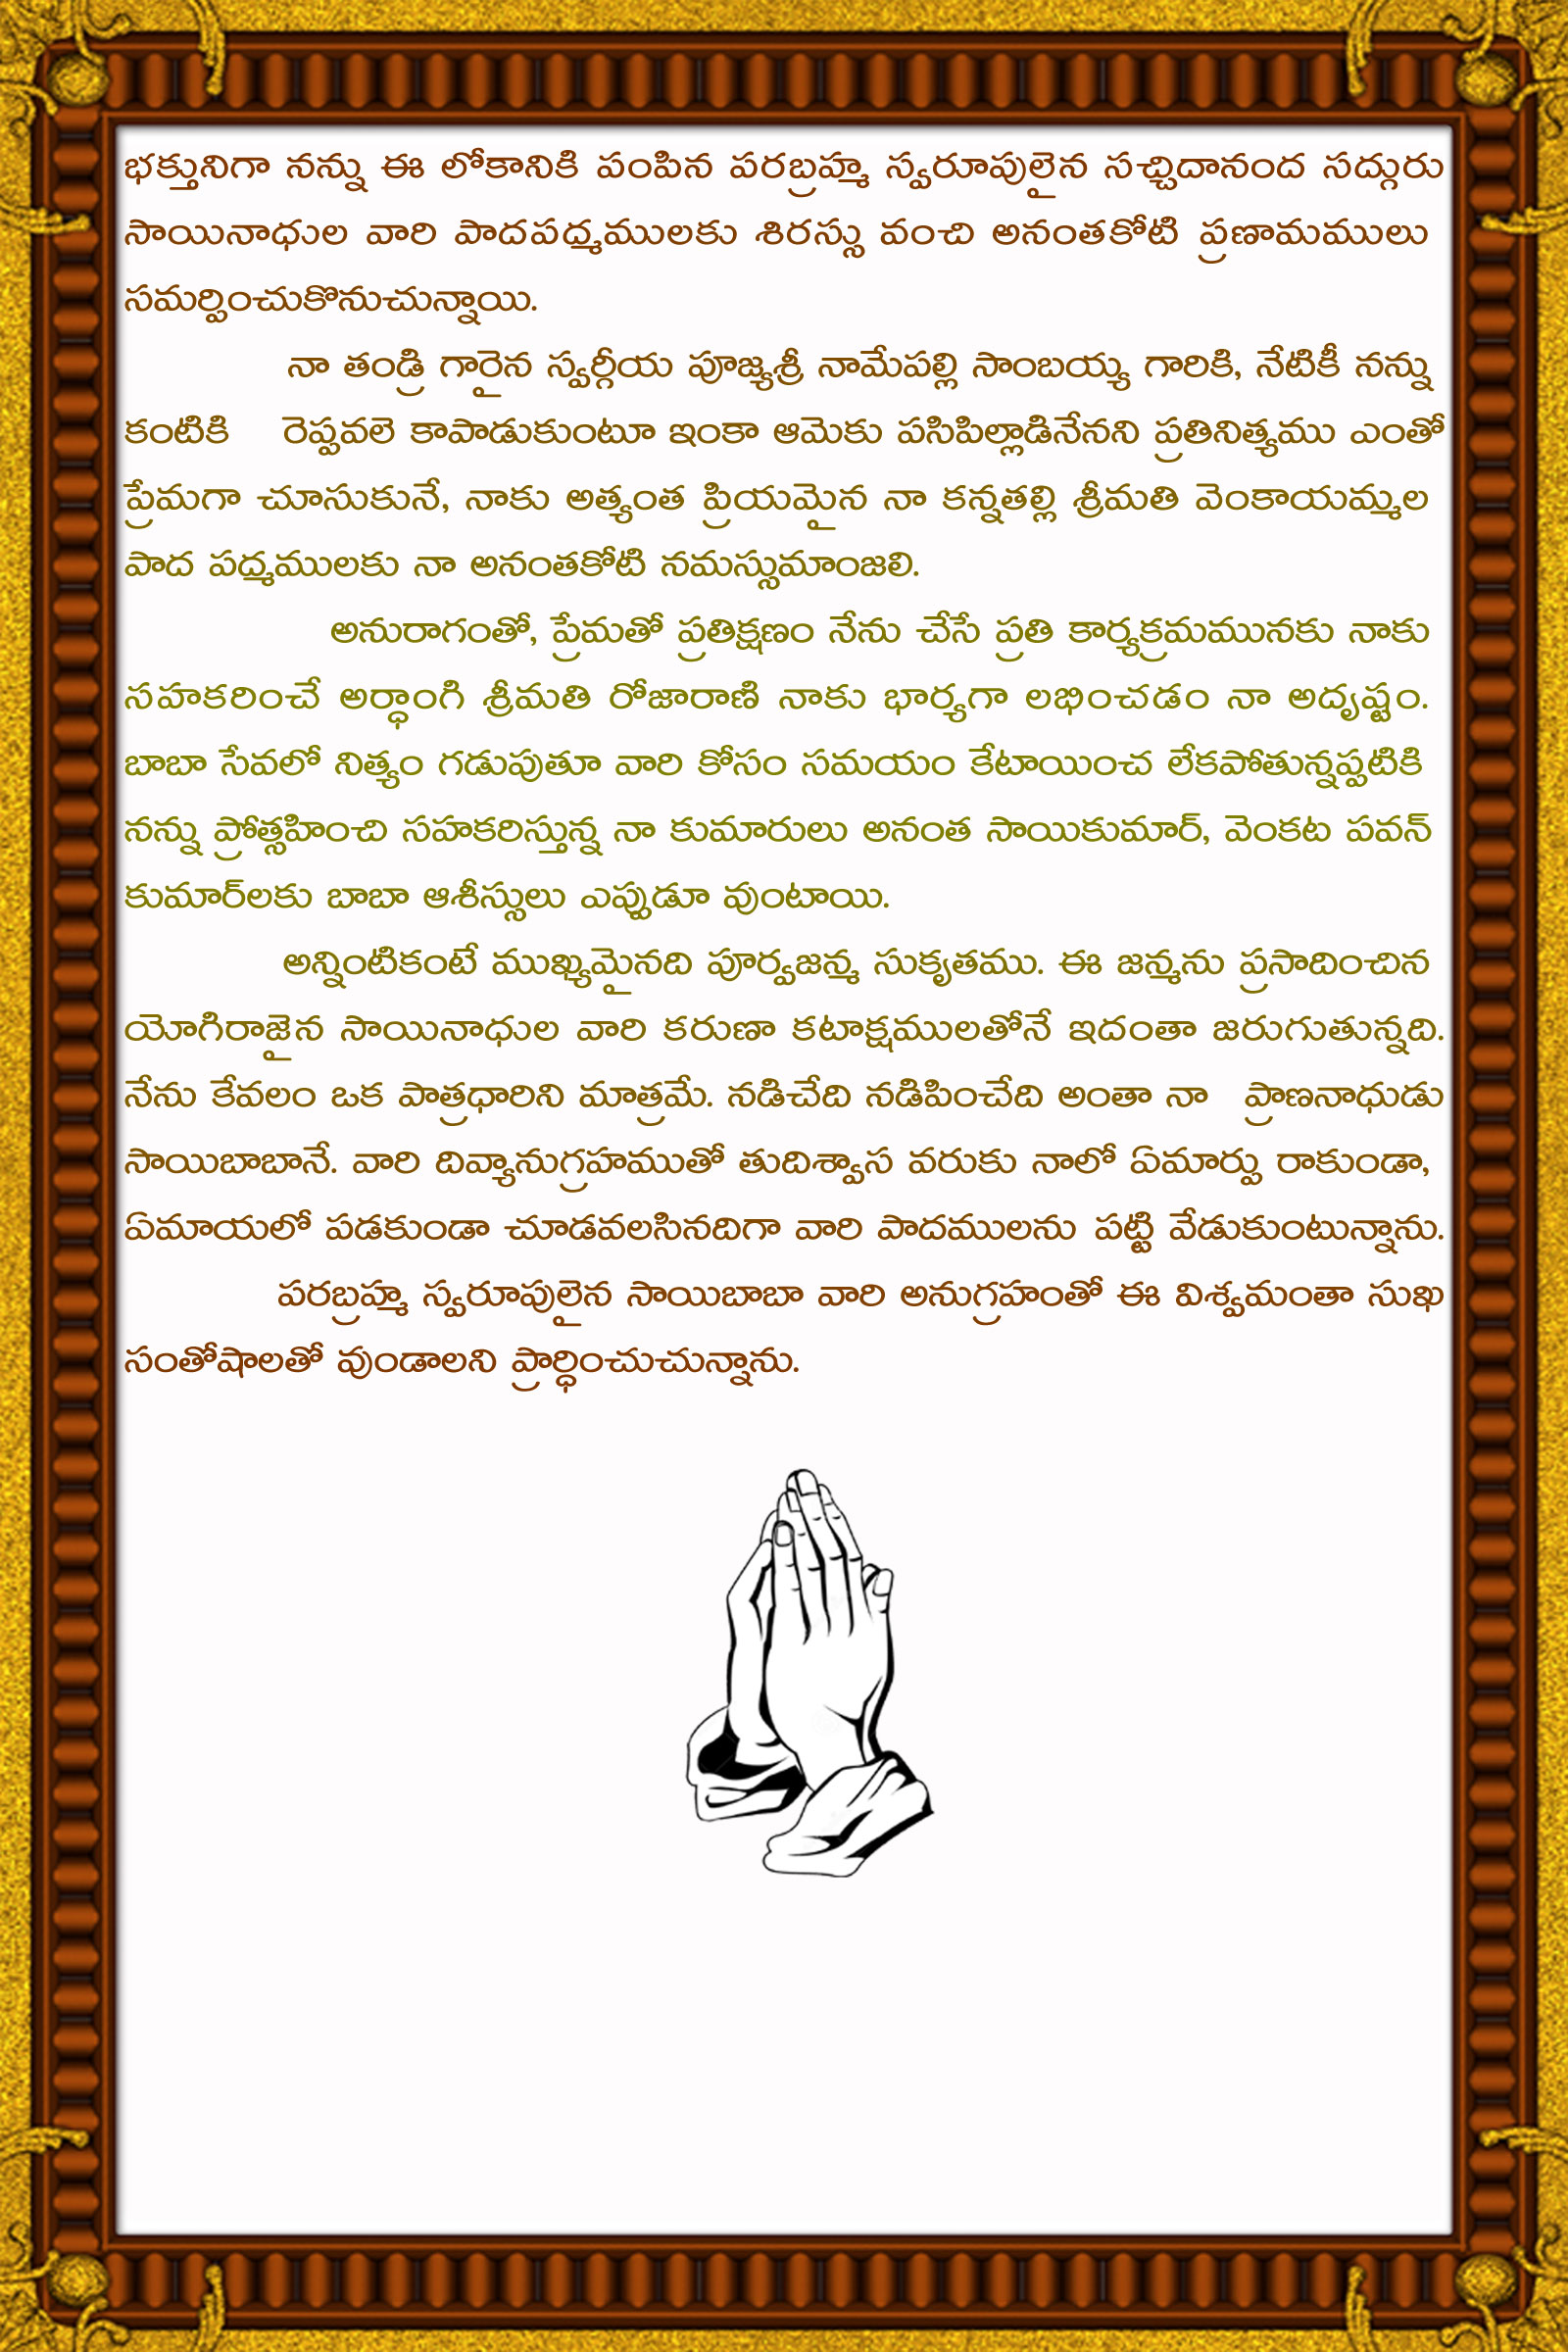 భక్తునిగా నన్ను ఈ లోకానికి పంపిన పరబ్రహ్మ స్వరూపులైన సచ్చిదానంద సద్గురు
సాయినాధుల వారి పాదపద్మములకు శిరస్సు వంచి అనంతకోటి ప్రణామములు
సమర్పించుకొనుచున్నాయి.
నా తండ్రి గారైన స్వర్గీయ పూజ్యశ్రీ నామేపల్లి సాంబయ్య గారికి, నేటికీ నన్ను
కంటికి రెప్పవలె కాపాడుకుంటూ ఇంకా ఆమెకు పసిపిల్లాడినేనని ప్రతినిత్యము ఎంతో
ప్రేమగా చూసుకునే, నాకు అత్యంత ప్రియమైన నా కన్నతల్లి శ్రీమతి వెంకాయమ్మల
పాద పద్మములకు నా అనంతకోటి నమస్సుమాంజలి.
అనురాగంతో, ప్రేమతో ప్రతిక్షణం నేను చేసే ప్రతి కార్యక్రమమునకు నాకు
సహకరించే అర్ధాంగి శ్రీమతి రోజారాణి నాకు భార్యగా లభించడం నా అదృష్టం.
బాబా సేవలో నిత్యం గడుపుతూ వారి కోసం సమయం కేటాయించ లేకపోతున్నప్పటికి
నన్ను ప్రోత్సహించి సహకరిస్తున్న నా కుమారులు అనంత సాయికుమార్, వెంకట పవన్
కుమార్‌లకు బాబా ఆశీస్సులు ఎప్పుడూ వుంటాయి.
అన్నింటికంటే ముఖ్యమైనది పూర్వజన్మ సుకృతము. ఈ జన్మను ప్రసాదించిన
యోగిరాజైన సాయినాధుల వారి కరుణా కటాక్షములతోనే ఇదంతా జరుగుతున్నది.
నేను కేవలం ఒక పాత్రధారిని మాత్రమే. నడిచేది నడిపించేది అంతా నా ప్రాణనాధుడు
సాయిబాబానే. వారి దివ్యానుగ్రహముతో తుదిశ్వాస వరుకు నాలో ఏమార్పు రాకుండా,
ఏమాయలో పడకుండా చూడవలసినదిగా వారి పాదములను పట్టి వేడుకుంటున్నాను.
పరబ్రహ్మ స్వరూపులైన సాయిబాబా వారి అనుగ్రహంతో ఈ విశ్వమంతా సుఖ
సంతోషాలతో వుండాలని ప్రార్ధించుచున్నాను.